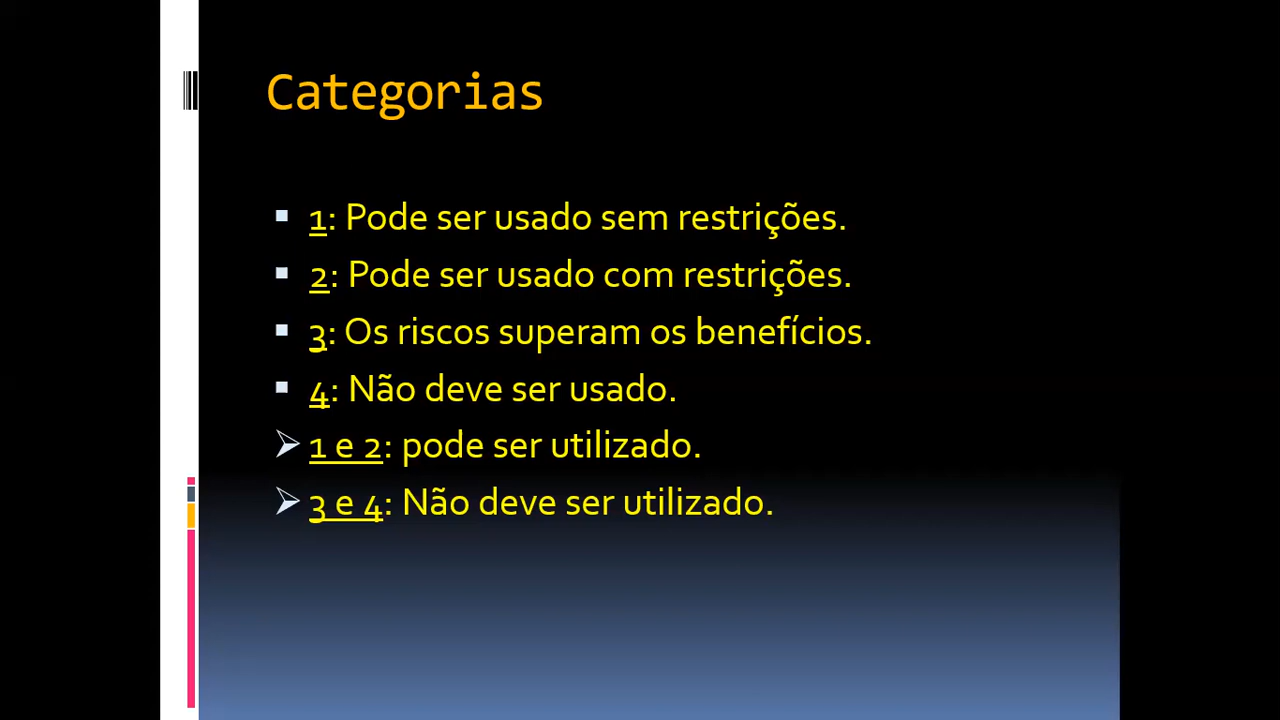 Categorias
1: Pode ser usado sem restrições.
2: Pode ser usado com restrições.
3: Os riscos superam os benefícios.
4: Não deve ser usado.
1 e 2: pode ser utilizado.
3 e 4: Não deve ser utilizado.